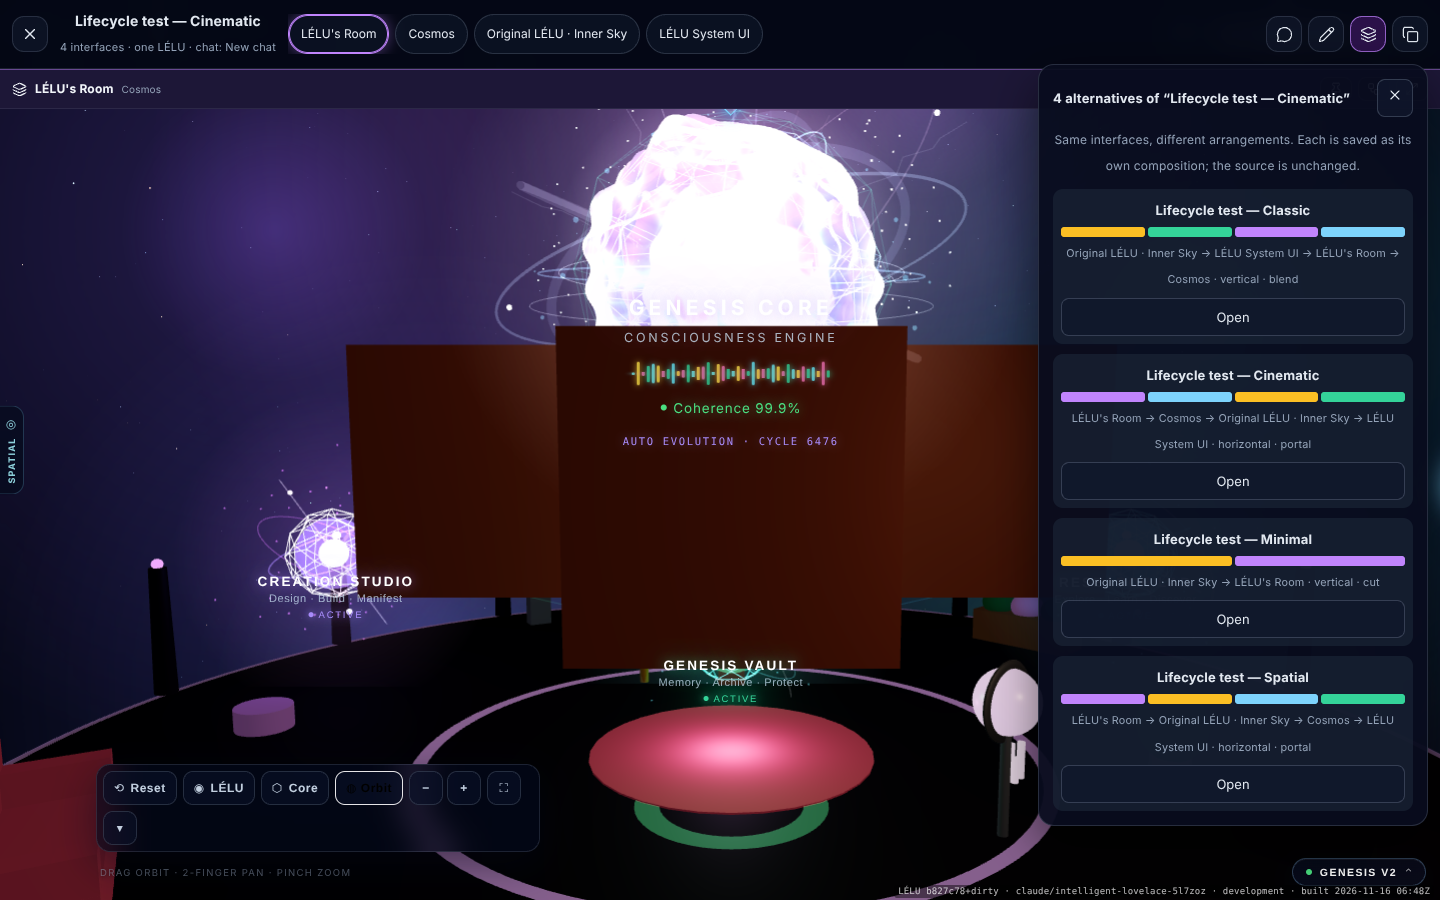 Lifecycle test — Cinematic
4 interfaces · one LÉLU · chat: New chat
LÉLU's Room
Cosmos
Original LÉLU · Inner Sky
LÉLU System UI
LÉLU's Room Cosmos
4 alternatives of “Lifecycle test — Cinematic”
Same interfaces, different arrangements. Each is saved as its
own composition; the source is unchanged.
Lifecycle test — Classic
Original LÉLU · Inner Sky → LÉLU System UI → LÉLU's Room →
Cosmos · vertical · blend
Open
Lifecycle test — Cinematic
LÉLU's Room → Cosmos → Original LÉLU · Inner Sky → LÉLU
System UI · horizontal · portal
Open
Lifecycle test — Minimal
Original LÉLU · Inner Sky → LÉLU's Room · vertical · cut
Open
Lifecycle test — Spatial
LÉLU's Room → Original LÉLU · Inner Sky → Cosmos → LÉLU
System UI · horizontal · portal
Open
GENESIS CORE
CONSCIOUSNESS ENGINE
Coherence 99.9%
AUTO EVOLUTION · CYCLE 6476
SPATIAL
CREATION STUDIO
Design · Build · Manifest
ACTIVE
GENESIS VAULT
Memory · Archive · Protect
ACTIVE
Reset
LÉLU
Core
Orbit
DRAG ORBIT · 2-FINGER PAN · PINCH ZOOM
GENESIS V2
LÉLU b827c78+dirty · claude/intelligent-lovelace-5l7zoz · development · built 2026-11-16 06:48Z